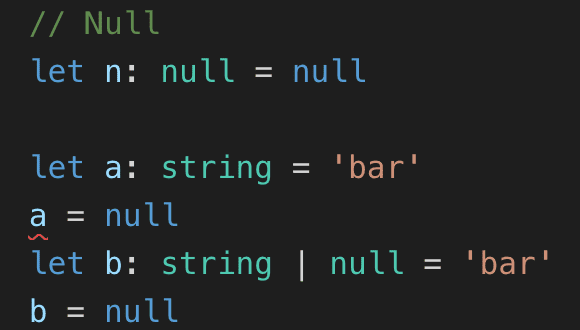 // Null
let n: null = null
let a: string = 'bar'
a = null
let b: string | null = 'bar'
b = null